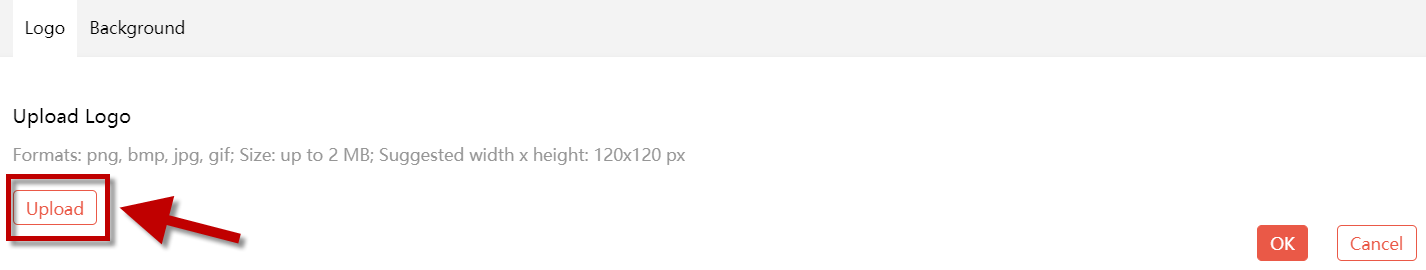 Logo Background
Upload Logo
Formats: png, bmp, jpg, gif; Size: up to 2 MB; Suggested width x height: 120x120 px
Upload
OK Cancel